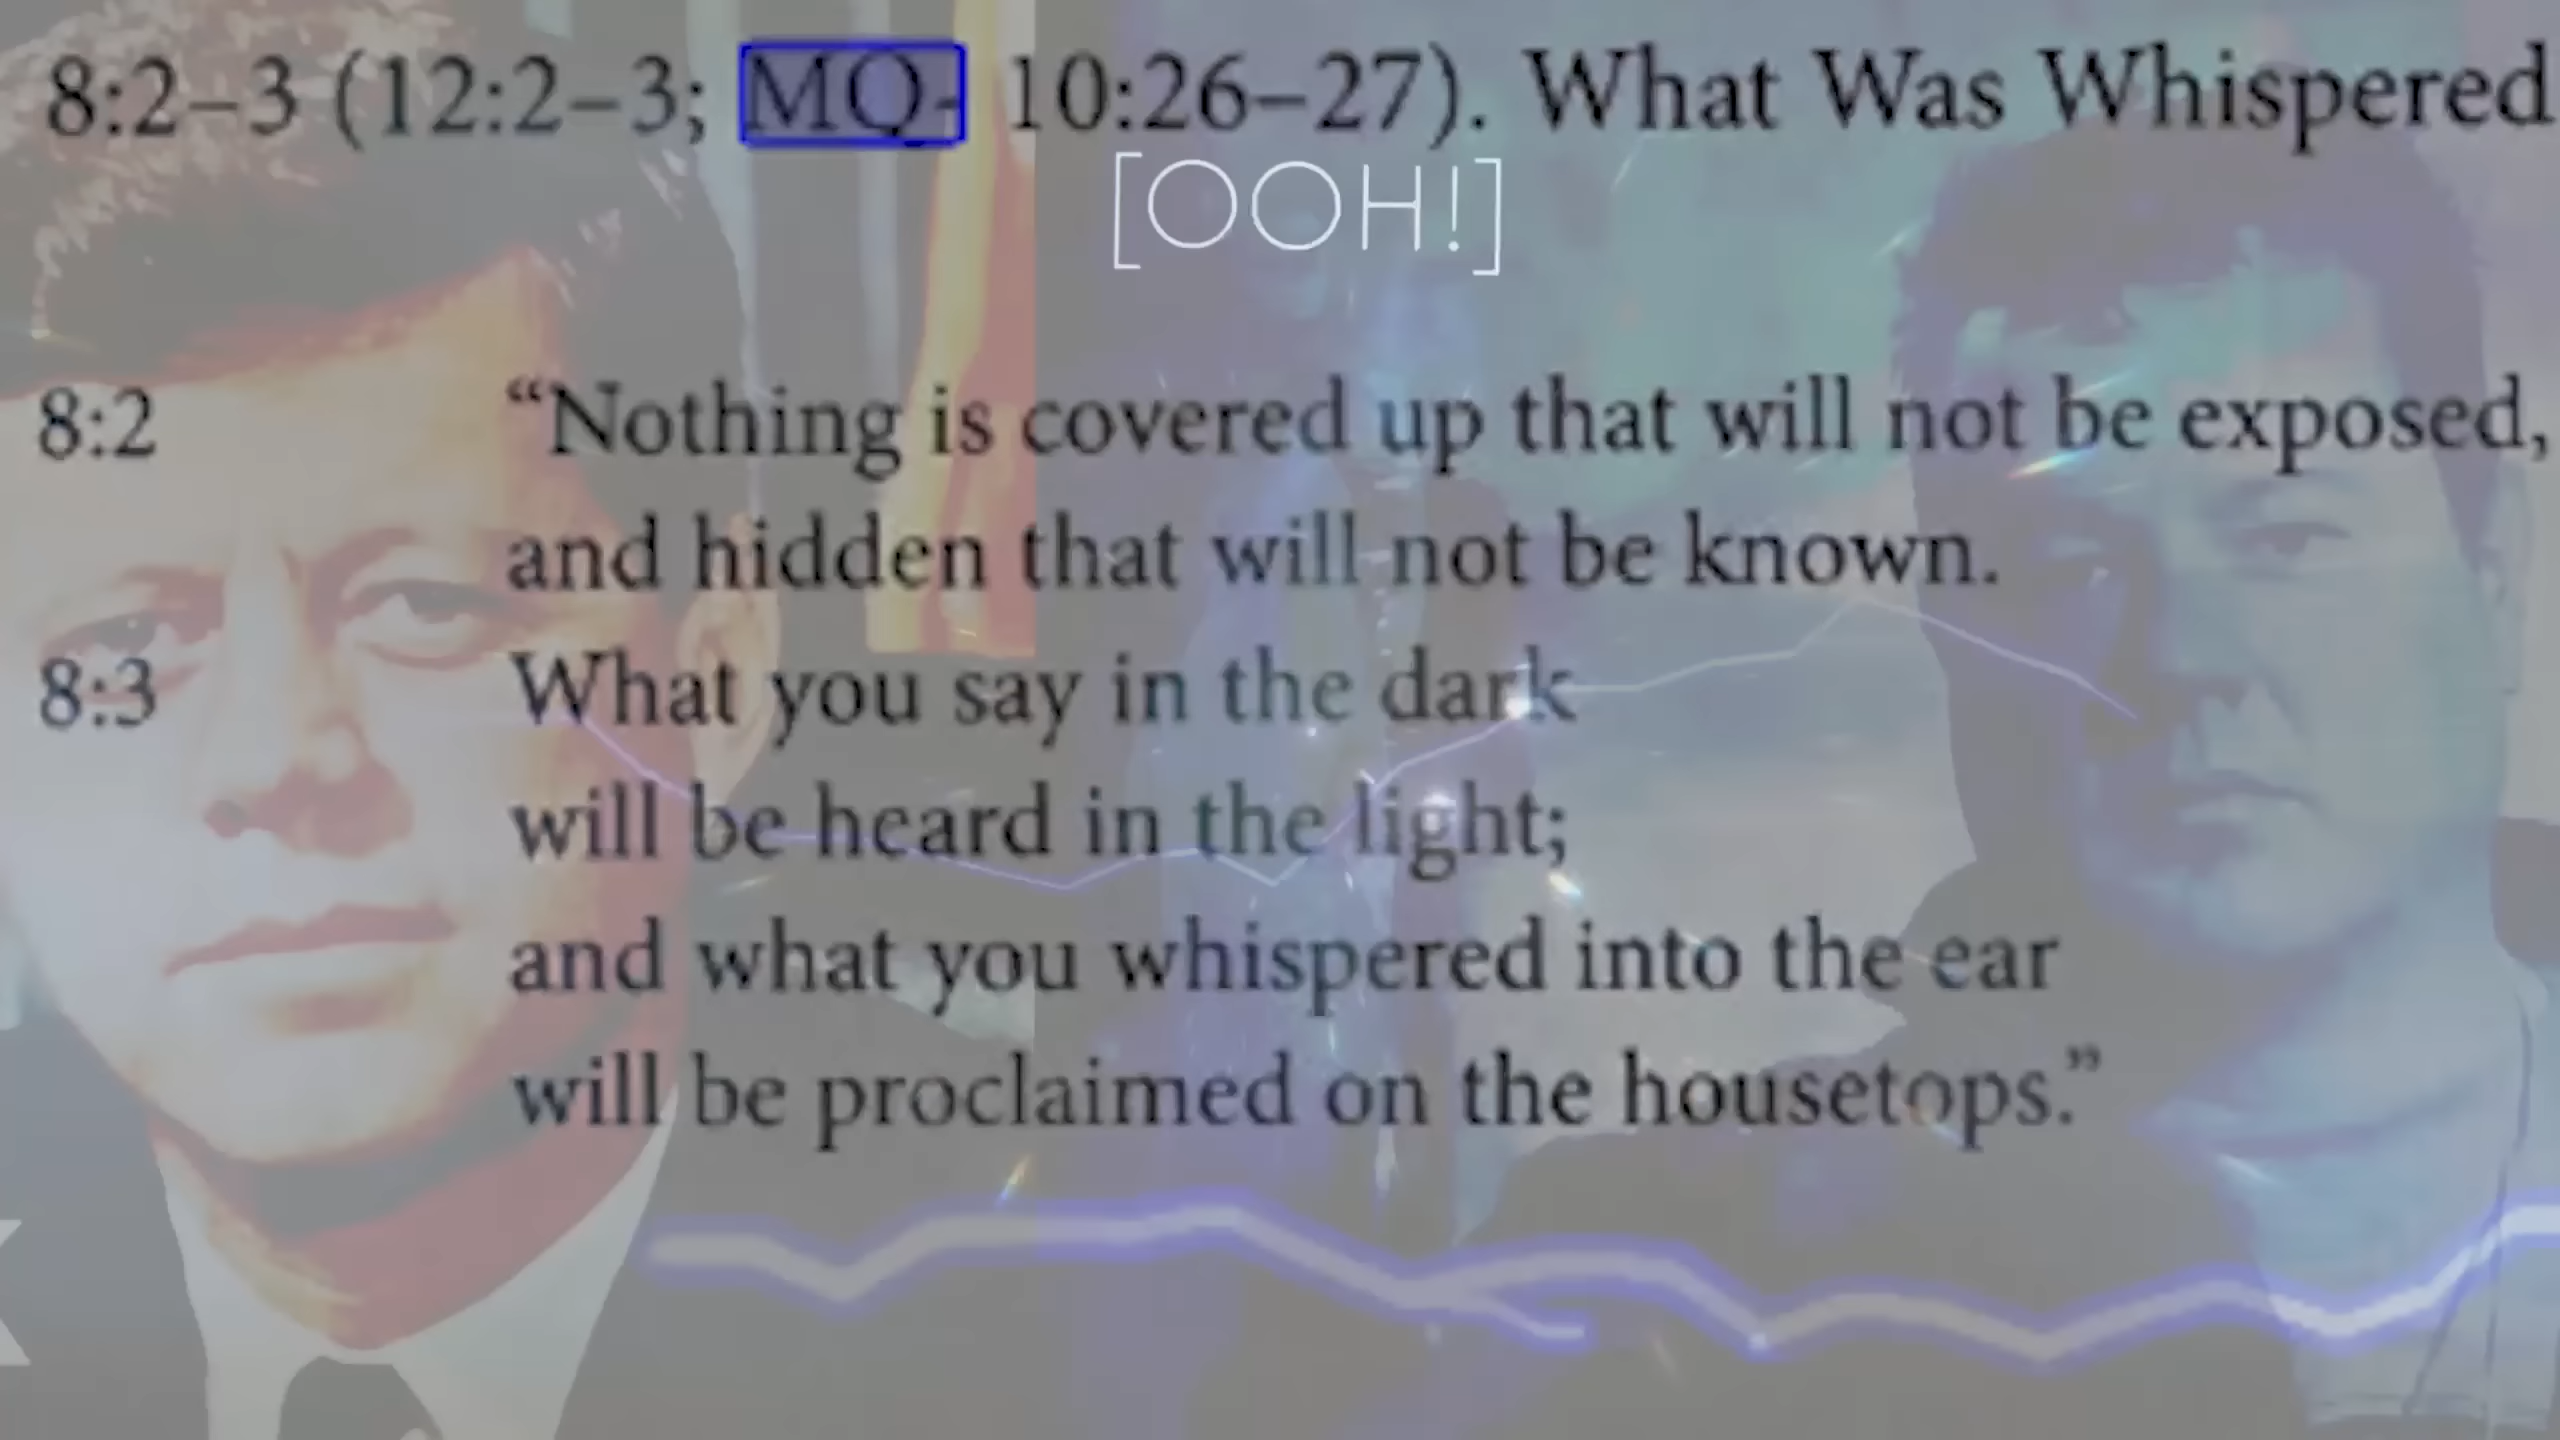 8:2–3 (12:2–3; MQ- 10:26–27). What Was Whispered
[OOH!]
8:2 “Nothing is covered up that will not be exposed,
and hidden that will not be known.
8:3 What you say in the dark
will be heard in the light;
and what you whispered into the ear
will be proclaimed on the housetops.”